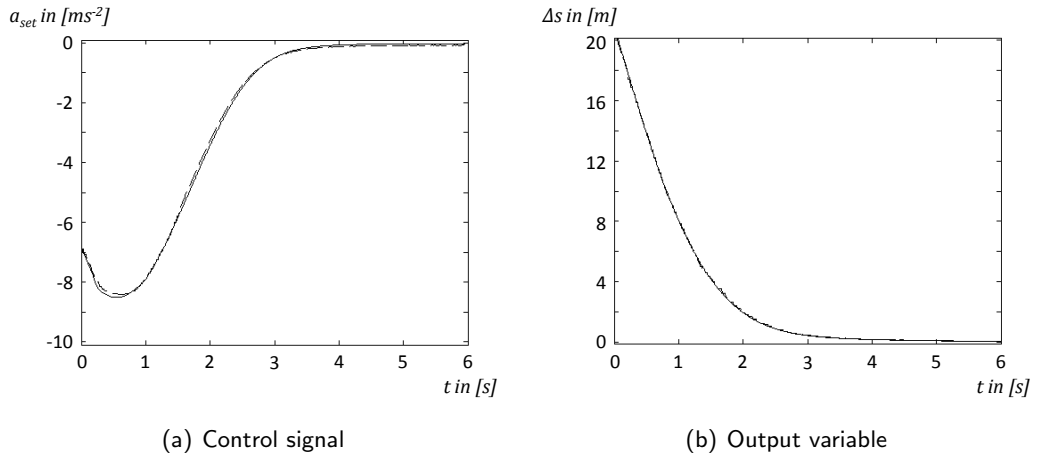 a_set in [ms-2]
0
-2
-4
-6
-8
-10
0 1 2 3 4 5 6
t in [s]
(a) Control signal
Δs in [m]
20
16
12
8
4
0
0 1 2 3 4 5 6
t in [s]
(b) Output variable